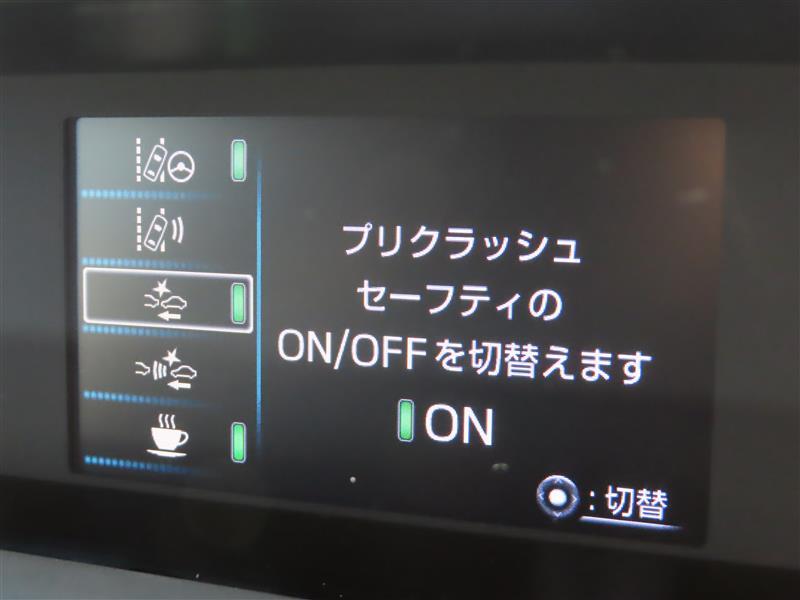 プリクラッシュ
セーフティの
ON/OFFを切替えます
ON
:切替